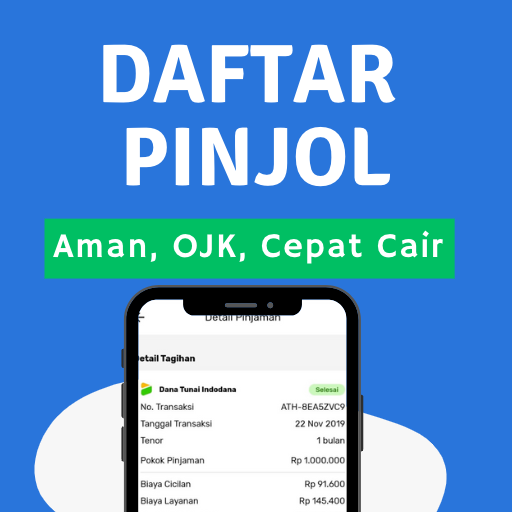 DAFTAR
PINJOL
Aman, OJK, Cepat Cair
Detail Pinjaman
Detail Tagihan
Dana Tunai Indodana Selesai
No. Transaksi ATH-8EA5ZVC9
Tanggal Transaksi 22 Nov 2019
Tenor 1 bulan
Pokok Pinjaman Rp 1.000.000
Biaya Cicilan Rp 91.600
Biaya Layanan Rp 145.400